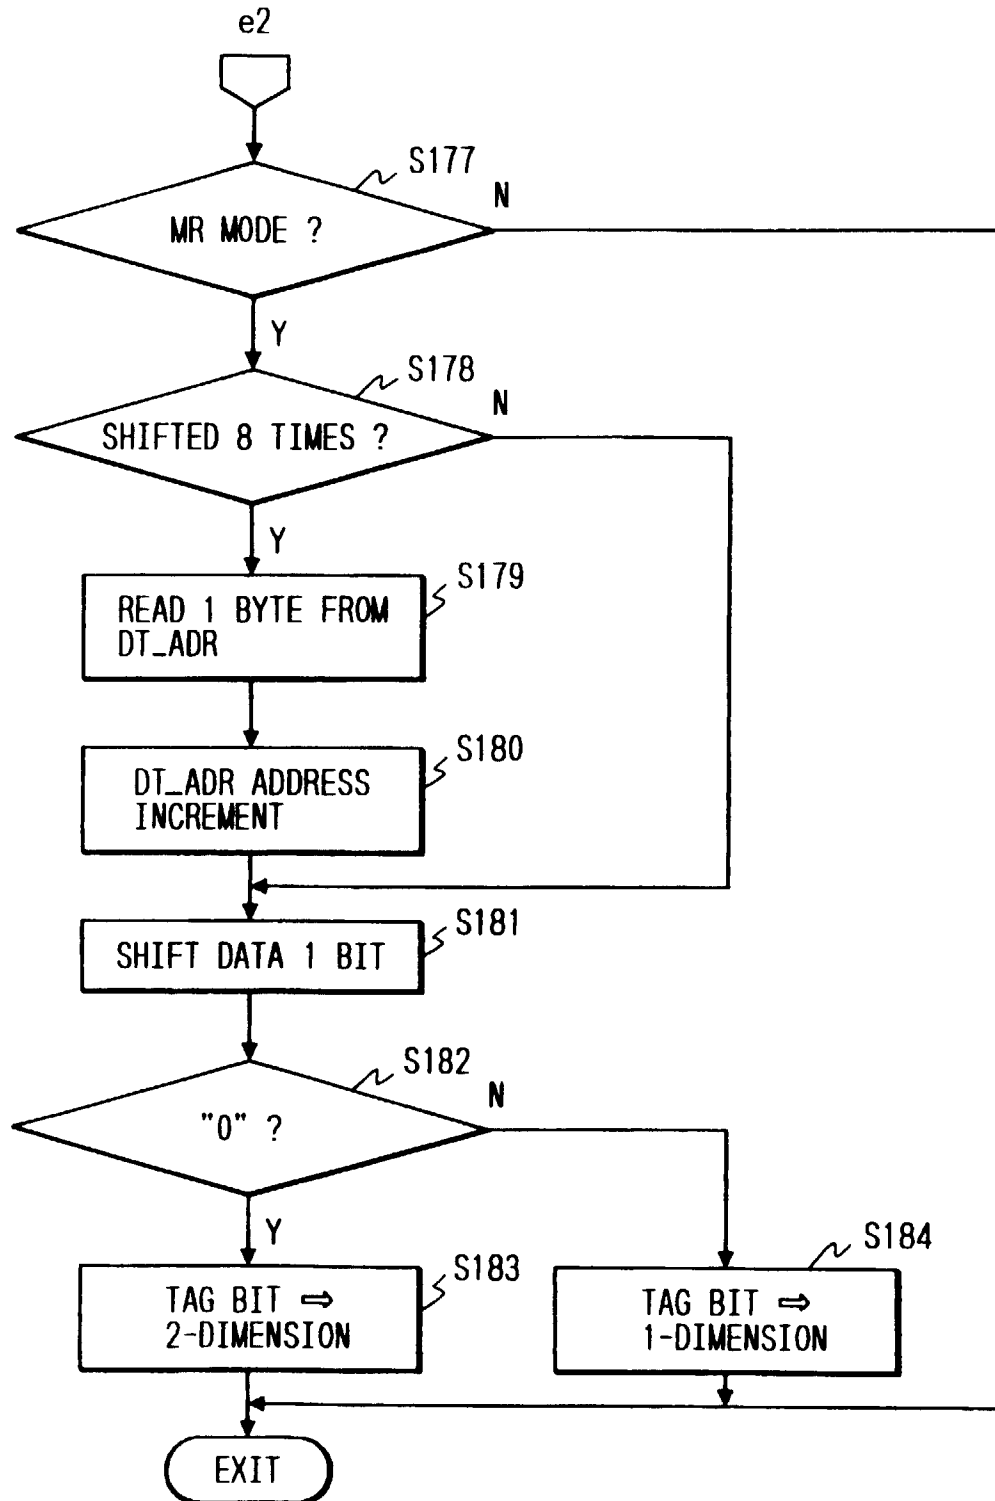 e2
S177
MR MODE ?
N
Y
S178
SHIFTED 8 TIMES ?
N
Y
S179
READ 1 BYTE FROM
DT_ADR
S180
DT_ADR ADDRESS
INCREMENT
S181
SHIFT DATA 1 BIT
S182
"0" ?
N
Y
S183
TAG BIT ⇒
2-DIMENSION
S184
TAG BIT ⇒
1-DIMENSION
EXIT